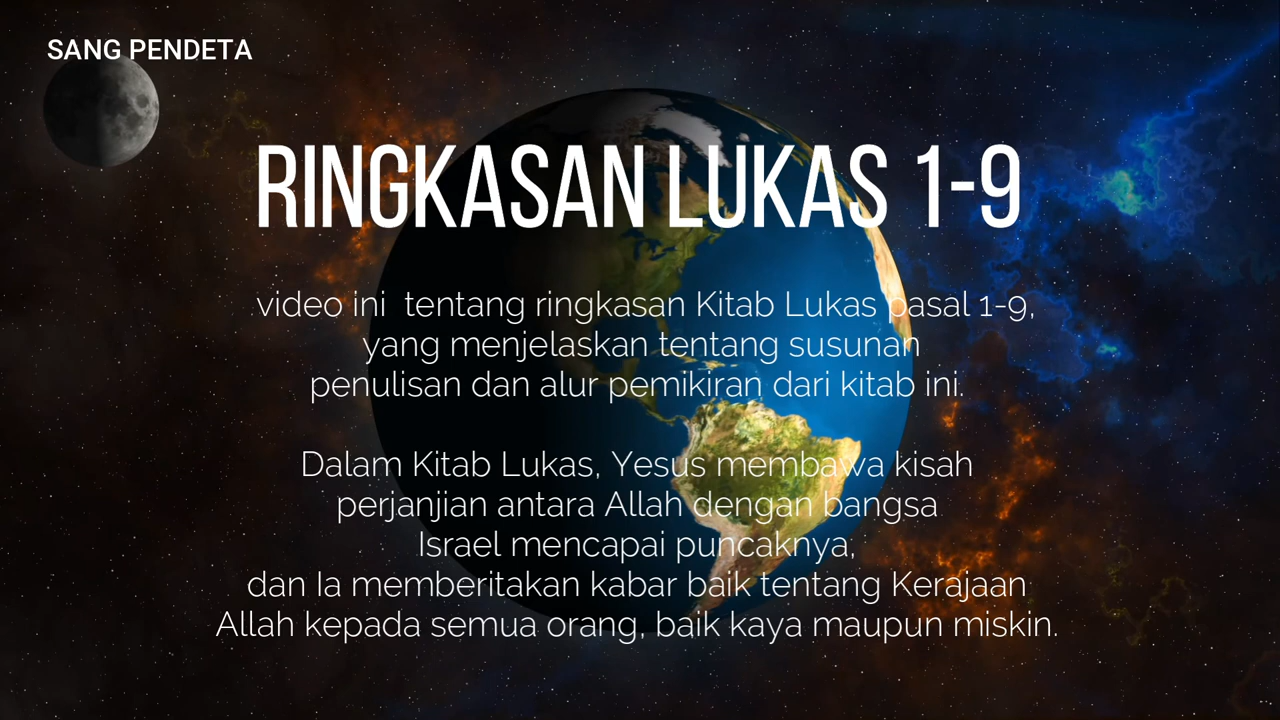 SANG PENDETA
RINGKASAN LUKAS 1-9
video ini  tentang ringkasan Kitab Lukas pasal 1-9,
yang menjelaskan tentang susunan
penulisan dan alur pemikiran dari kitab ini.
Dalam Kitab Lukas, Yesus membawa kisah
perjanjian antara Allah dengan bangsa
Israel mencapai puncaknya,
dan Ia memberitakan kabar baik tentang Kerajaan
Allah kepada semua orang, baik kaya maupun miskin.